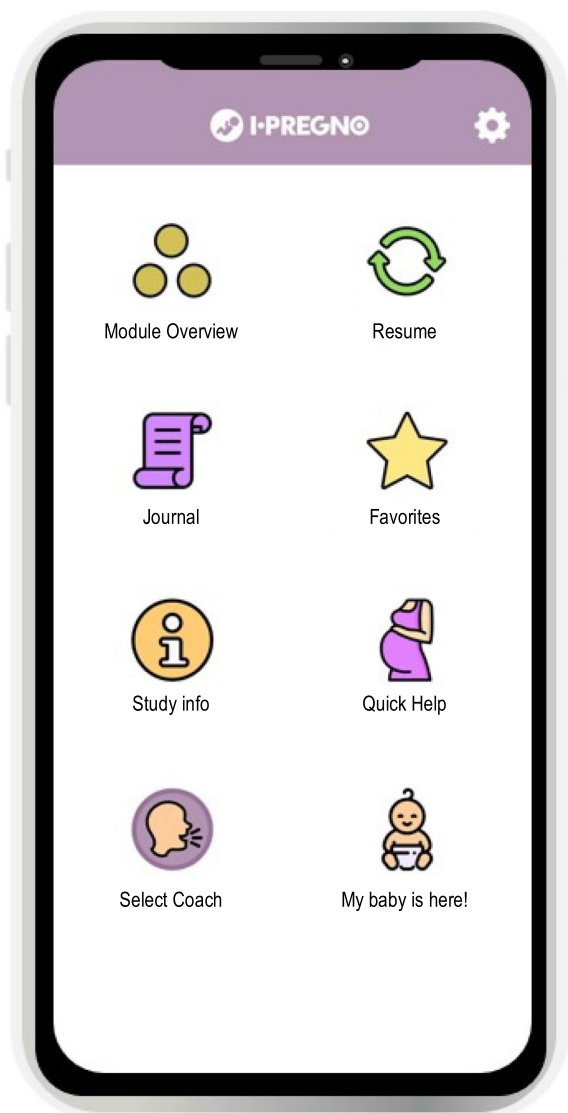 I-PREGNO
Module Overview
Resume
Journal
Favorites
Study info
Quick Help
Select Coach
My baby is here!